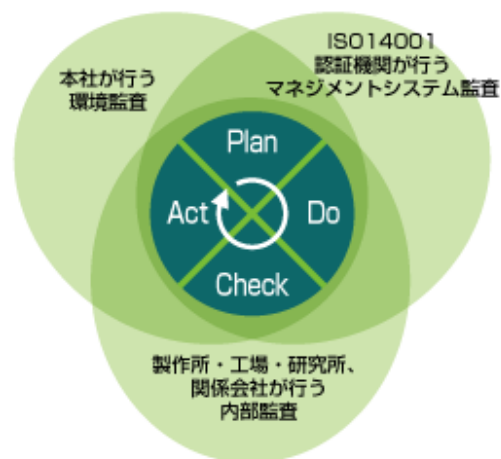 本社が行う
環境監査
ISO14001
認証機関が行う
マネジメントシステム監査
Plan
Act
Do
Check
製作所・工場・研究所、
関係会社が行う
内部監査